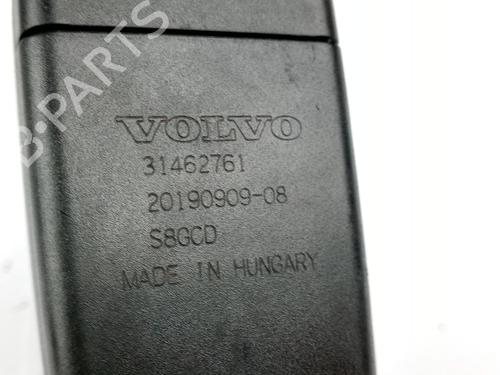 B-PARTS
VOLVO
31462761
20190909-08
S8GCD
MADE IN HUNGARY